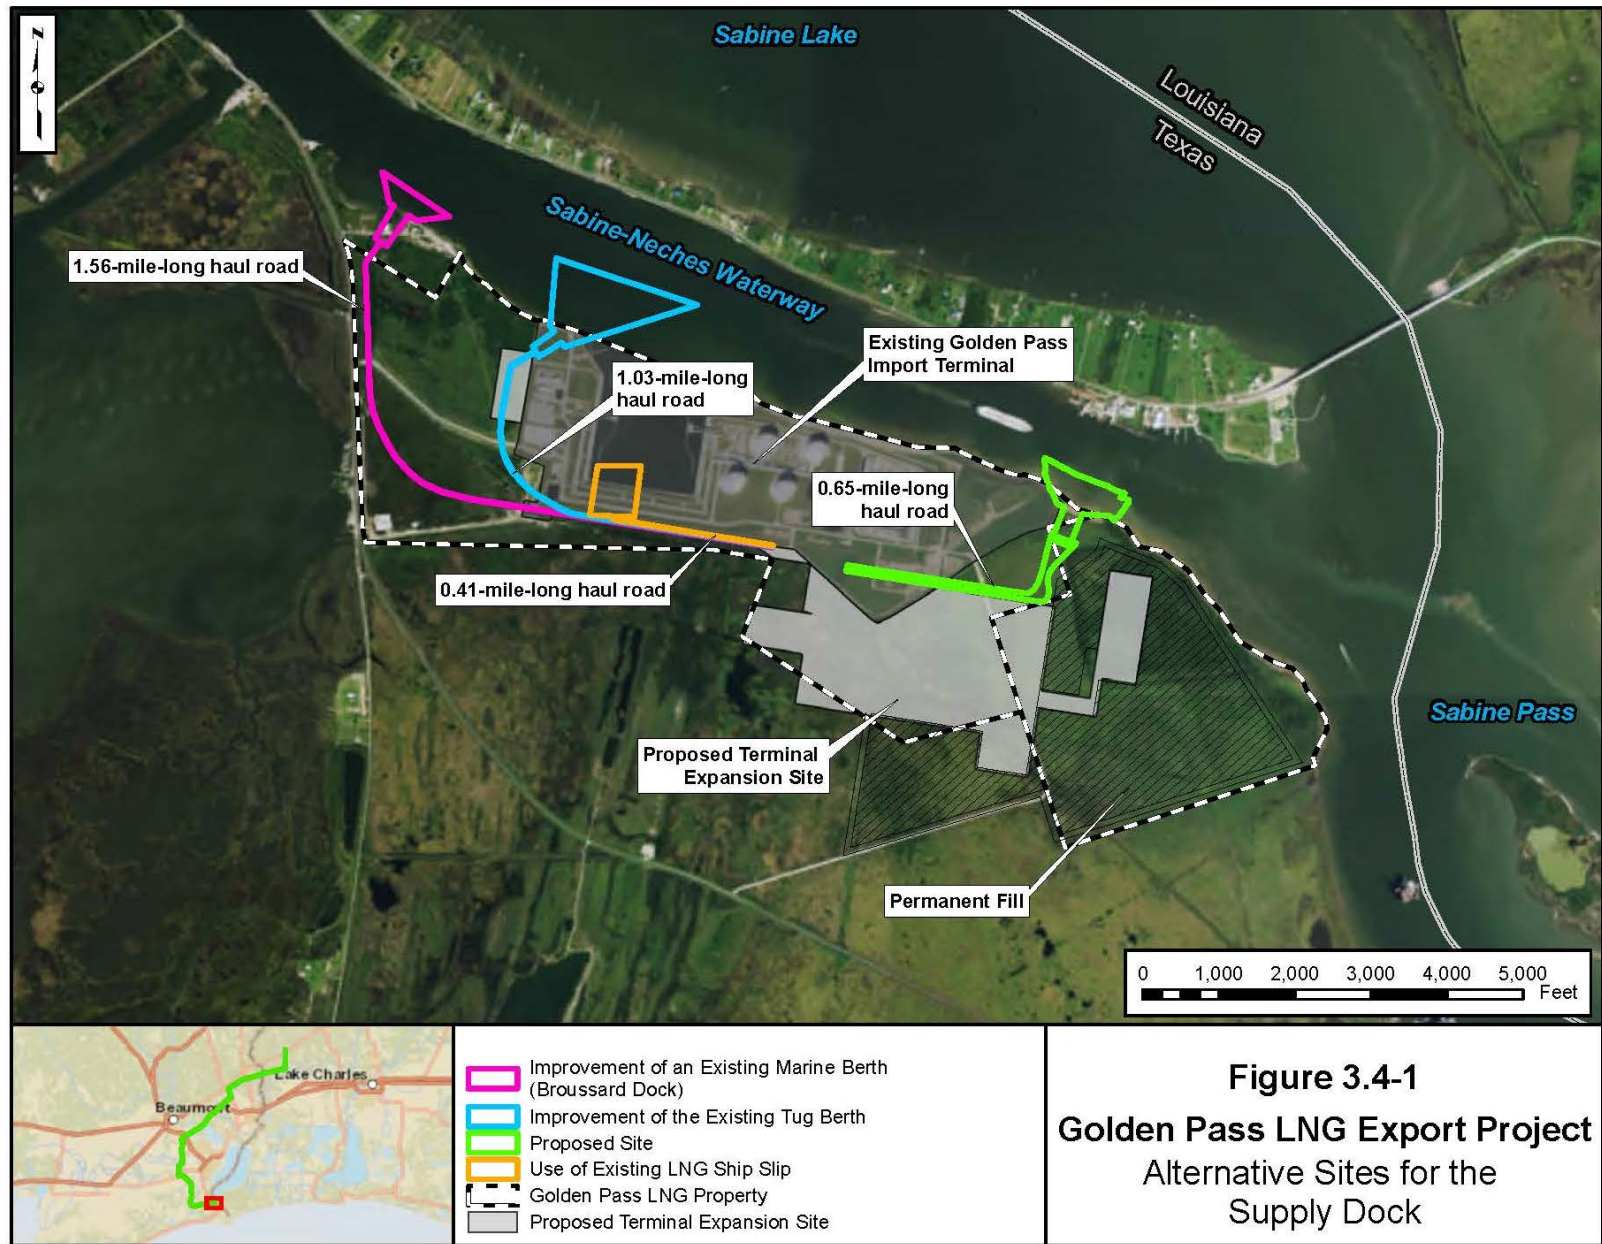 N
Sabine Lake
Louisiana
Texas
Sabine-Neches Waterway
1.56-mile-long haul road
Existing Golden Pass
Import Terminal
1.03-mile-long
haul road
0.65-mile-long
haul road
0.41-mile-long haul road
Sabine Pass
Proposed Terminal
Expansion Site
Permanent Fill
0 1,000 2,000 3,000 4,000 5,000
Feet
Lake Charles
Beaumont
Improvement of an Existing Marine Berth
(Broussard Dock)
Improvement of the Existing Tug Berth
Proposed Site
Use of Existing LNG Ship Slip
Golden Pass LNG Property
Proposed Terminal Expansion Site
Figure 3.4-1
Golden Pass LNG Export Project
Alternative Sites for the
Supply Dock